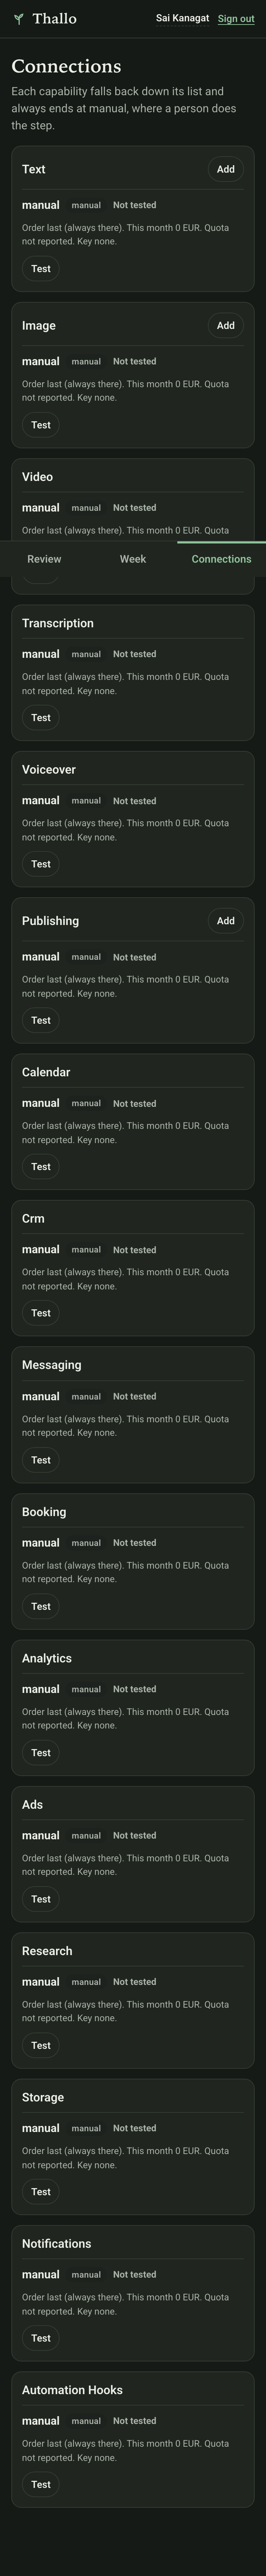 Thallo
Sai Kanagat Sign out
Connections
Each capability falls back down its list and
always ends at manual, where a person does
the step.
Text Add
manual manual Not tested
Order last (always there). This month 0 EUR. Quota
not reported. Key none.
Test
Image Add
manual manual Not tested
Order last (always there). This month 0 EUR. Quota
not reported. Key none.
Test
Video
manual manual Not tested
Order last (always there). This month 0 EUR. Quota
Review Week Connections
Transcription
manual manual Not tested
Order last (always there). This month 0 EUR. Quota
not reported. Key none.
Test
Voiceover
manual manual Not tested
Order last (always there). This month 0 EUR. Quota
not reported. Key none.
Test
Publishing Add
manual manual Not tested
Order last (always there). This month 0 EUR. Quota
not reported. Key none.
Test
Calendar
manual manual Not tested
Order last (always there). This month 0 EUR. Quota
not reported. Key none.
Test
Crm
manual manual Not tested
Order last (always there). This month 0 EUR. Quota
not reported. Key none.
Test
Messaging
manual manual Not tested
Order last (always there). This month 0 EUR. Quota
not reported. Key none.
Test
Booking
manual manual Not tested
Order last (always there). This month 0 EUR. Quota
not reported. Key none.
Test
Analytics
manual manual Not tested
Order last (always there). This month 0 EUR. Quota
not reported. Key none.
Test
Ads
manual manual Not tested
Order last (always there). This month 0 EUR. Quota
not reported. Key none.
Test
Research
manual manual Not tested
Order last (always there). This month 0 EUR. Quota
not reported. Key none.
Test
Storage
manual manual Not tested
Order last (always there). This month 0 EUR. Quota
not reported. Key none.
Test
Notifications
manual manual Not tested
Order last (always there). This month 0 EUR. Quota
not reported. Key none.
Test
Automation Hooks
manual manual Not tested
Order last (always there). This month 0 EUR. Quota
not reported. Key none.
Test